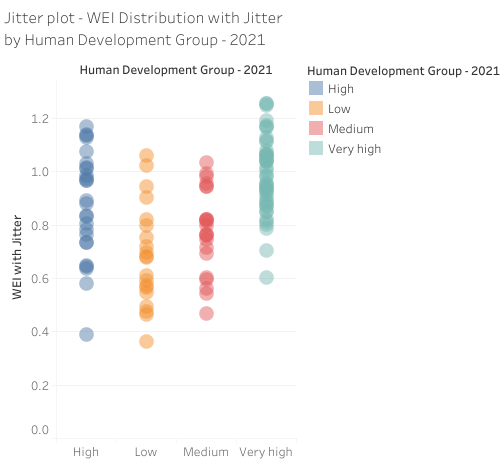 Jitter plot - WEI Distribution with Jitter
by Human Development Group - 2021
Human Development Group - 2021
Human Development Group - 2021
High
Low
Medium
Very high
WEI with Jitter
1.2
1.0
0.8
0.6
0.4
0.2
0.0
High
Low
Medium
Very high